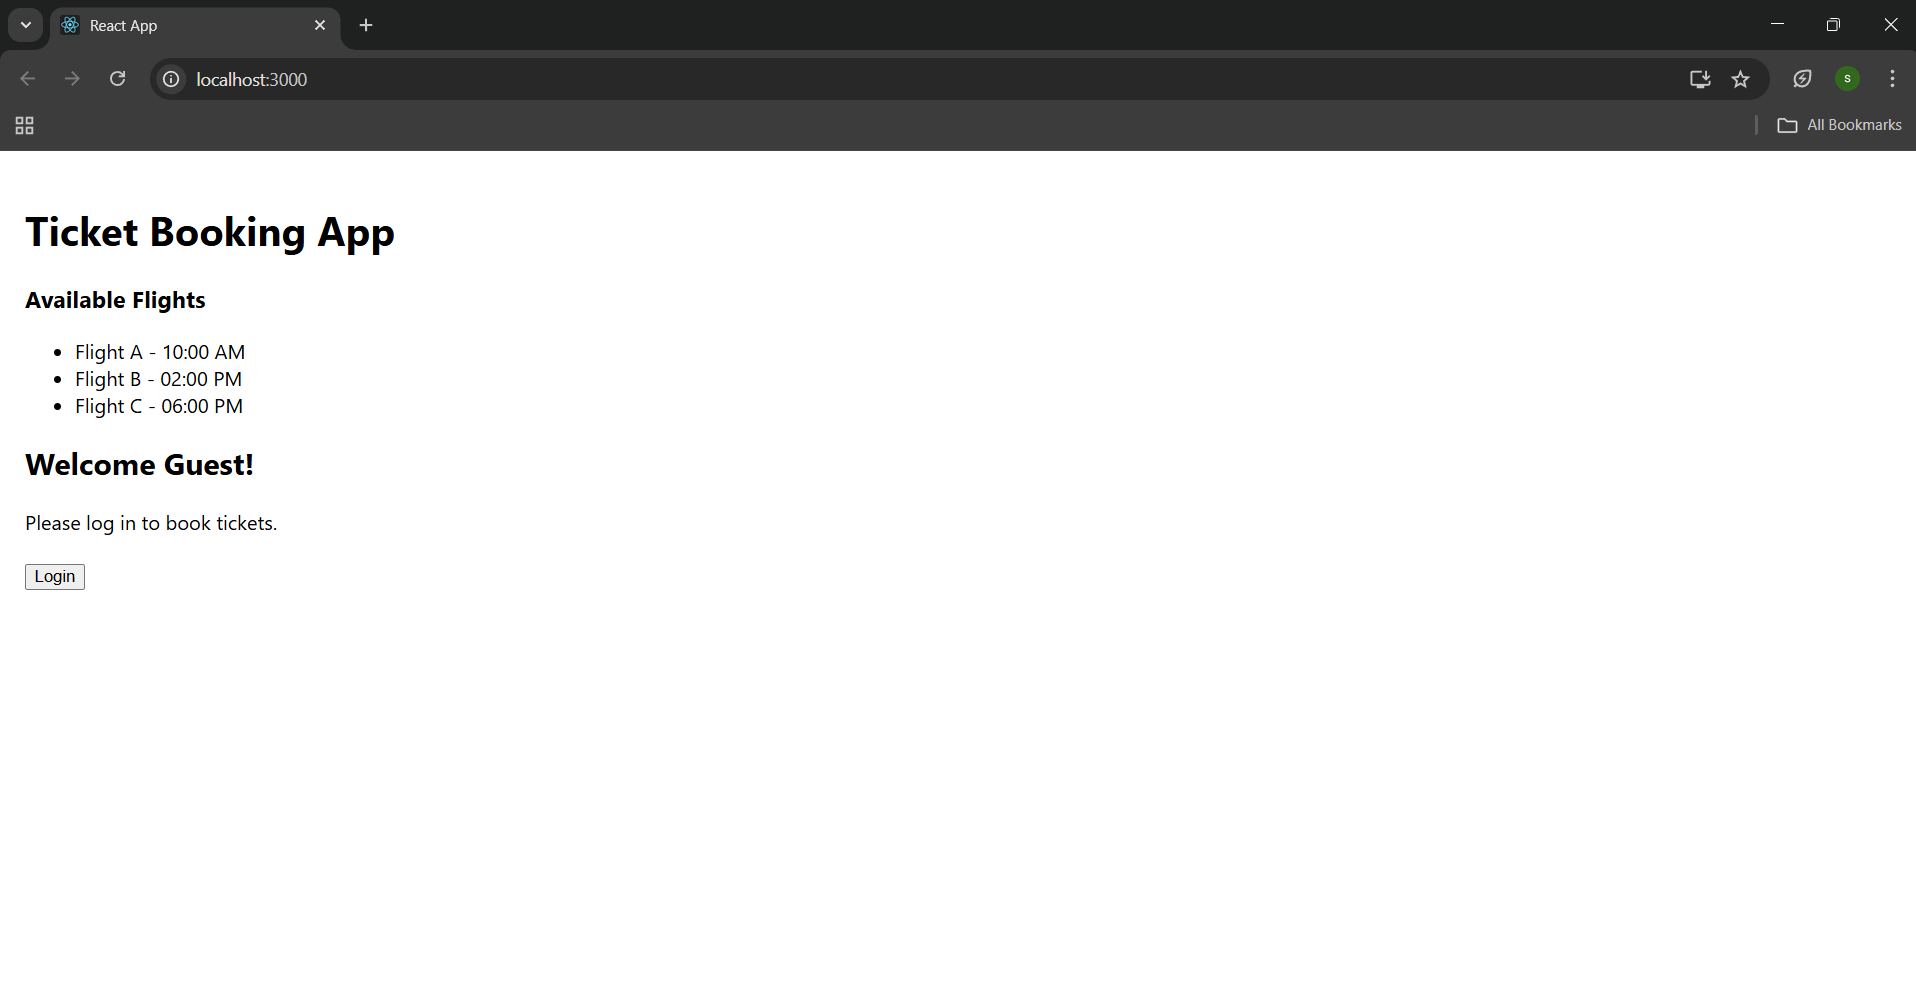 React App
localhost:3000
S
All Bookmarks
Ticket Booking App
Available Flights
• Flight A - 10:00 AM
• Flight B - 02:00 PM
• Flight C - 06:00 PM
Welcome Guest!
Please log in to book tickets.
Login